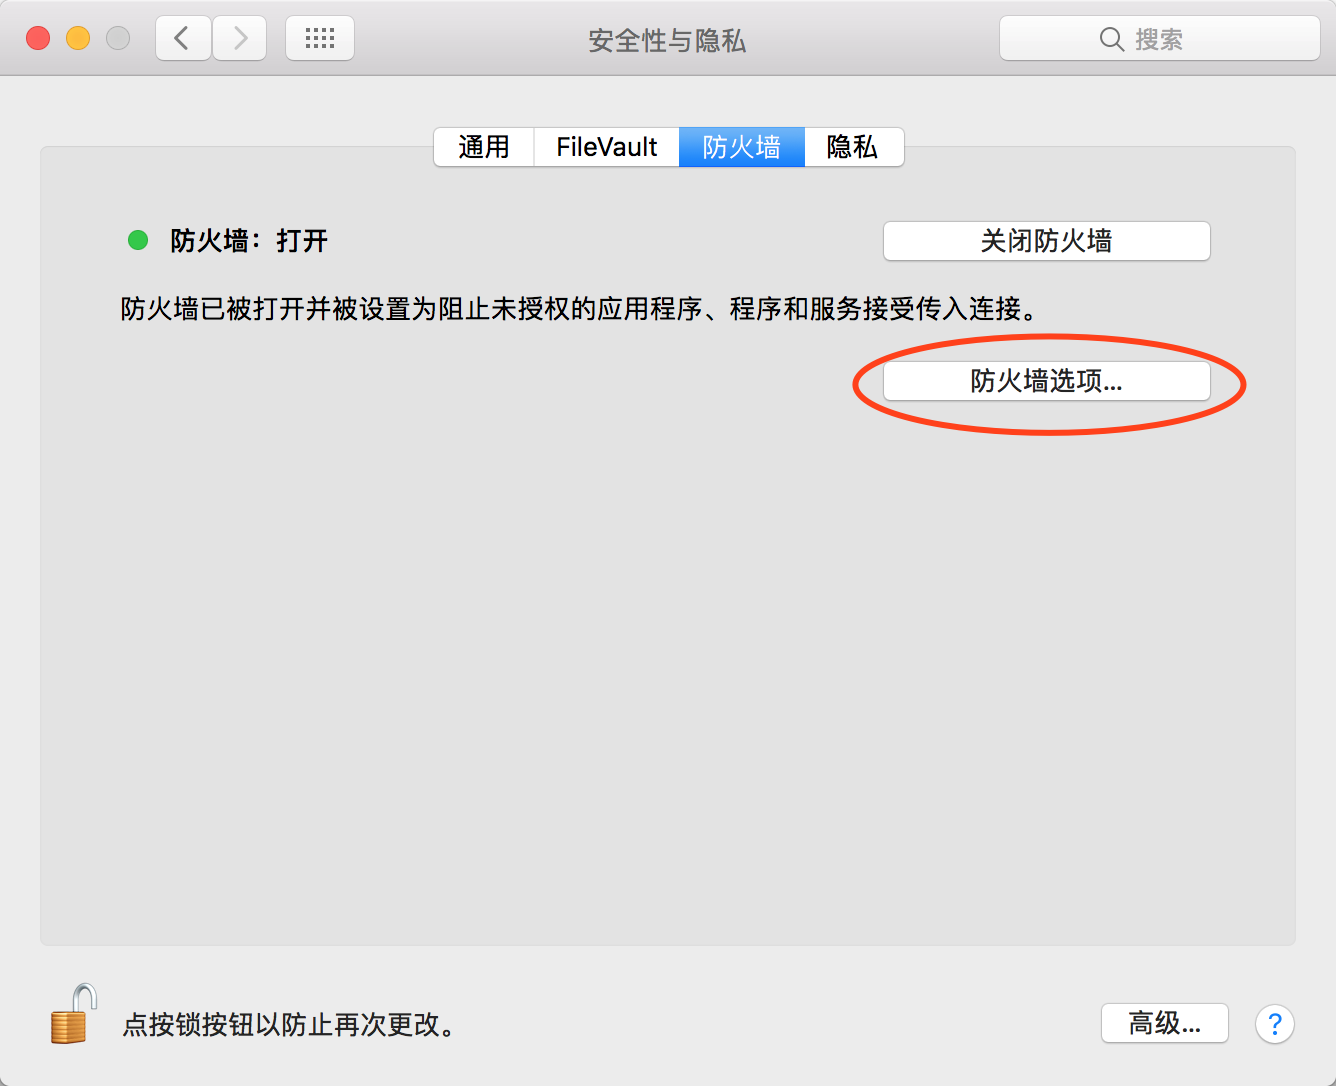 安全性与隐私
搜索
通用 FileVault 防火墙 隐私
防火墙：打开
关闭防火墙
防火墙已被打开并被设置为阻止未授权的应用程序、程序和服务接受传入连接。
防火墙选项...
点按锁按钮以防止再次更改。
高级...
?